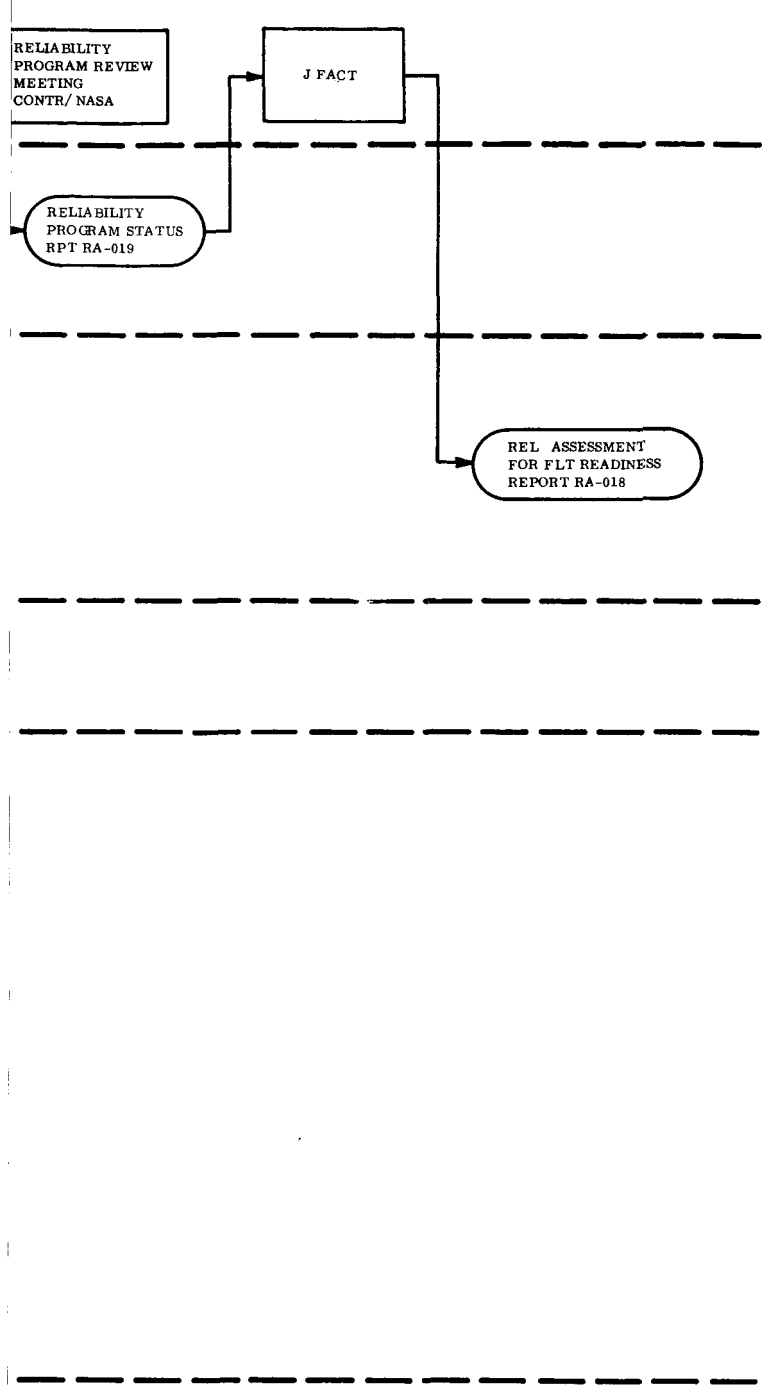 RELIABILITY
PROGRAM REVIEW
MEETING
CONTR/ NASA
J FACT
RELIABILITY
PROGRAM STATUS
RPT RA-019
REL ASSESSMENT
FOR FLT READINESS
REPORT RA-018